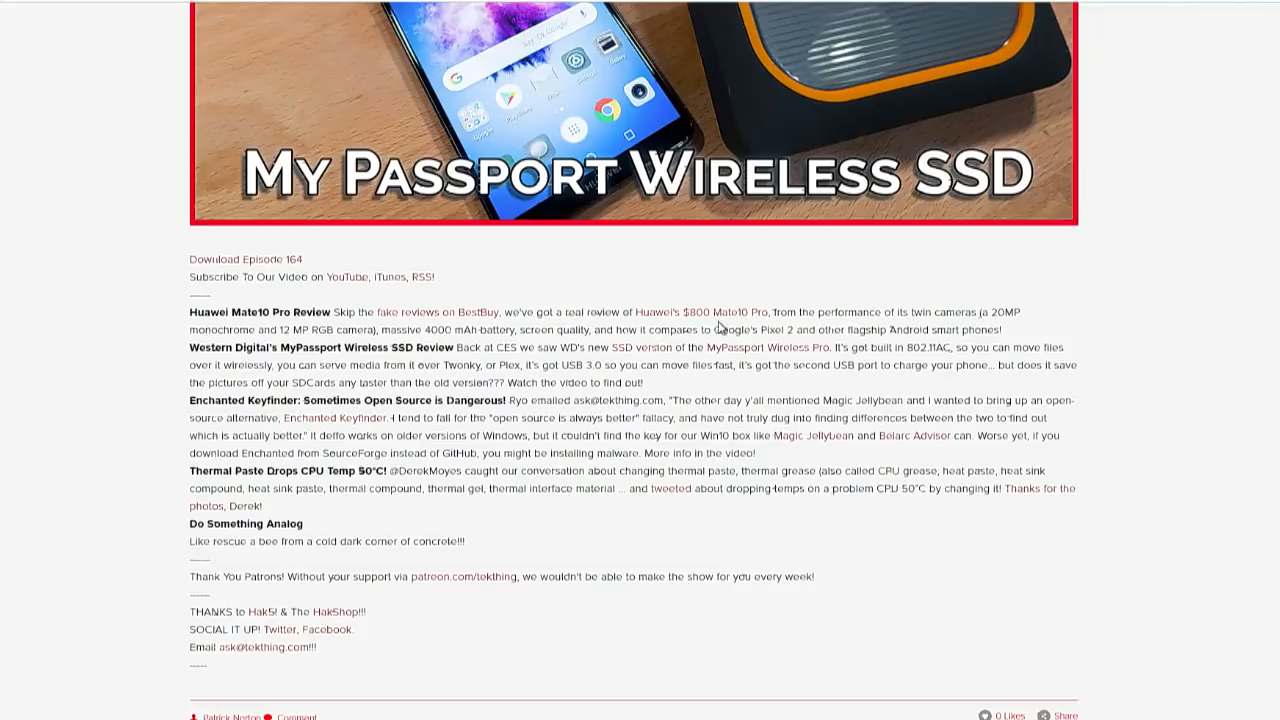 Say "Ok Google"
Google
MY PASSPORT WIRELESS SSD
Download Episode 164
Subscribe To Our Video on YouTube, iTunes, RSS!
-----
Huawei Mate10 Pro Review Skip the fake reviews on BestBuy, we've got a real review of Huawei's $800 Mate10 Pro, from the performance of its twin cameras (a 20MP
monochrome and 12 MP RGB camera), massive 4000 mAh battery, screen quality, and how it compares to Google's Pixel 2 and other flagship Android smart phones!
Western Digital's MyPassport Wireless SSD Review Back at CES we saw WD's new SSD version of the MyPassport Wireless Pro. It's got built in 802.11AC, so you can move files
over it wirelessly, you can serve media from it over Twonky, or Plex, it's got USB 3.0 so you can move files fast, it's got the second USB port to charge your phone... but does it save
the pictures off your SDCards any faster than the old version??? Watch the video to find out!
Enchanted Keyfinder: Sometimes Open Source is Dangerous! Ryo emailed ask@tekthing.com, "The other day y'all mentioned Magic Jellybean and I wanted to bring up an open-
source alternative, Enchanted Keyfinder. I tend to fall for the "open source is always better" fallacy, and have not truly dug into finding differences between the two to find out
which is actually better." It deffo works on older versions of Windows, but it couldn't find the key for our Win10 box like Magic Jellybean and Belarc Advisor can. Worse yet, if you
download Enchanted from SourceForge instead of GitHub, you might be installing malware. More info in the video!
Thermal Paste Drops CPU Temp 50°C! @DerekMoyes caught our conversation about changing thermal paste, thermal grease (also called CPU grease, heat paste, heat sink
compound, heat sink paste, thermal compound, thermal gel, thermal interface material ... and tweeted about dropping temps on a problem CPU 50°C by changing it! Thanks for the
photos, Derek!
Do Something Analog
Like rescue a bee from a cold dark corner of concrete!!!
-----
Thank You Patrons! Without your support via patreon.com/tekthing, we wouldn't be able to make the show for you every week!
-----
THANKS to Hak5! & The HakShop!!!
SOCIAL IT UP! Twitter, Facebook.
Email ask@tekthing.com!!!
-----
Patrick Norton Comment 0 Likes Share